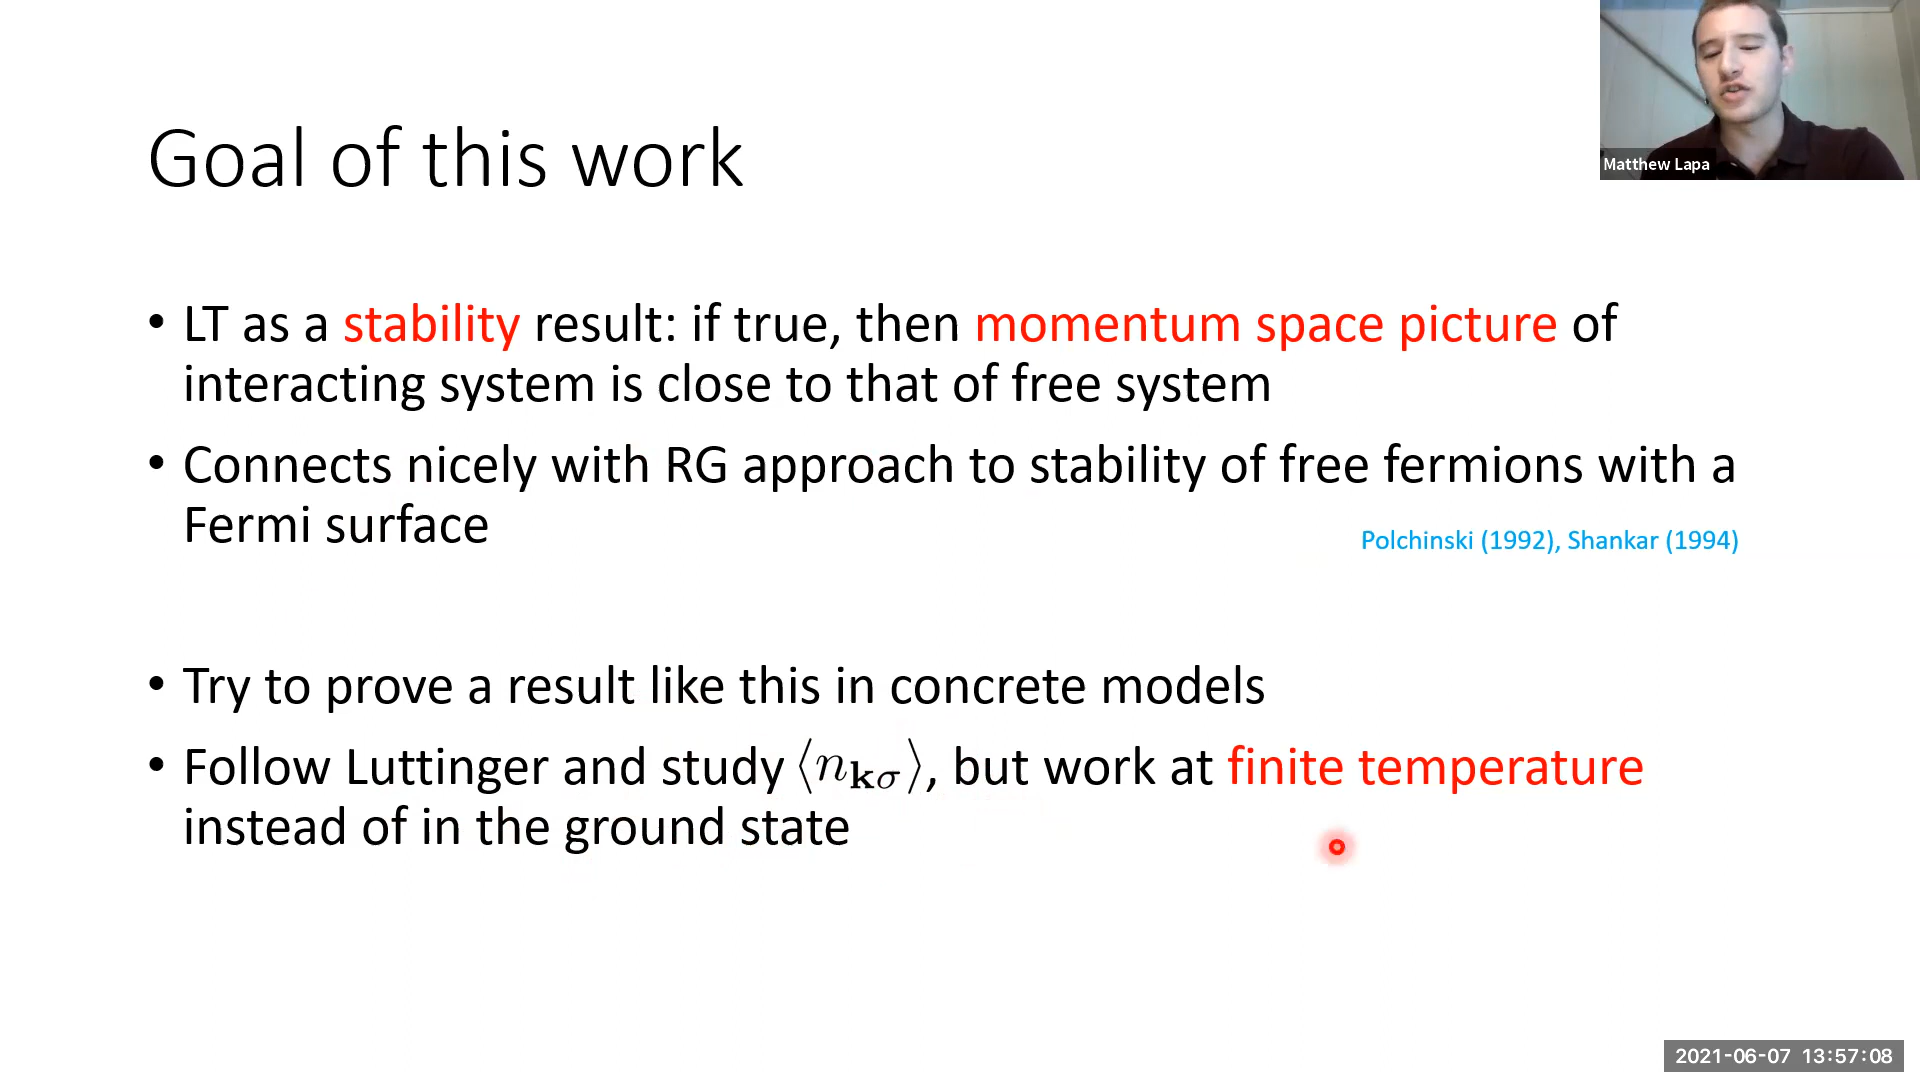 Goal of this work
Matthew Lapa
• LT as a stability result: if true, then momentum space picture of
interacting system is close to that of free system
• Connects nicely with RG approach to stability of free fermions with a
Fermi surface
Polchinski (1992), Shankar (1994)
• Try to prove a result like this in concrete models
• Follow Luttinger and study ⟨n_{𝐤σ}⟩, but work at finite temperature
instead of in the ground state
2021-06-07 13:57:08